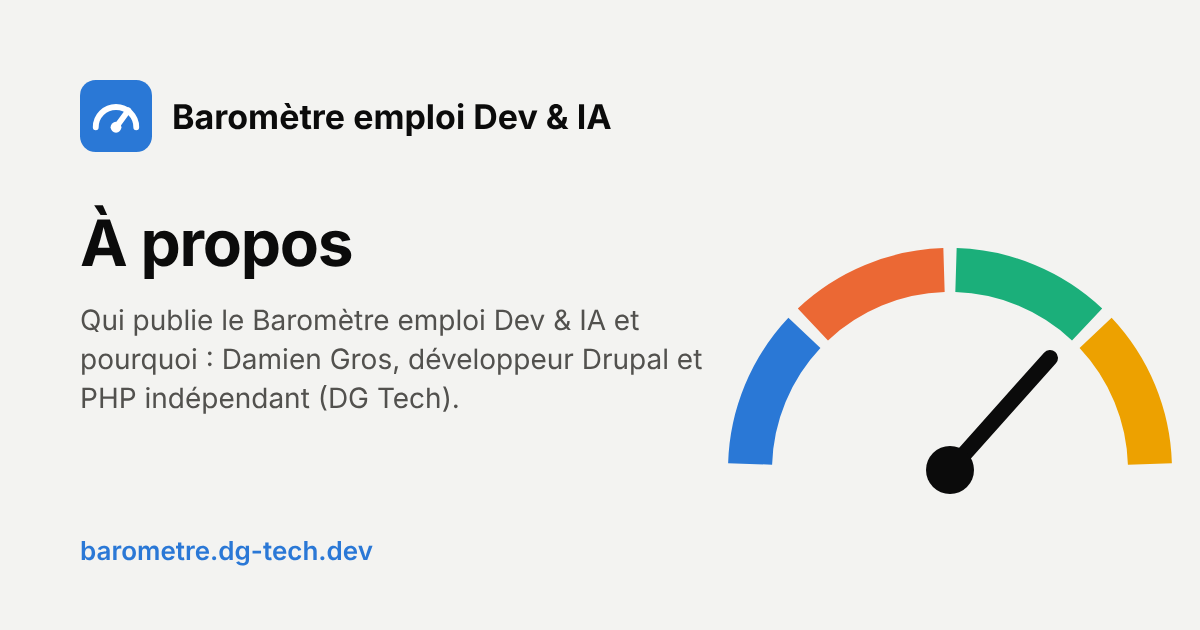 Baromètre emploi Dev & IA
À propos
Qui publie le Baromètre emploi Dev & IA et
pourquoi : Damien Gros, développeur Drupal et
PHP indépendant (DG Tech).
barometre.dg-tech.dev